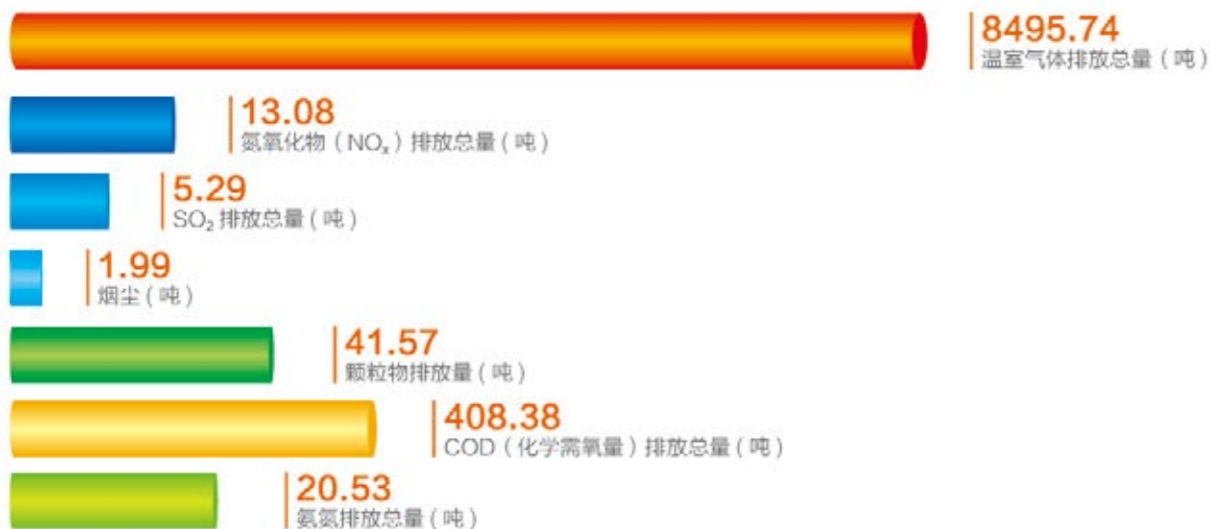 8495.74
温室气体排放总量（吨）
13.08
氮氧化物（NOₓ）排放总量（吨）
5.29
SO₂ 排放总量（吨）
1.99
烟尘（吨）
41.57
颗粒物排放量（吨）
408.38
COD（化学需氧量）排放总量（吨）
20.53
氨氮排放总量（吨）